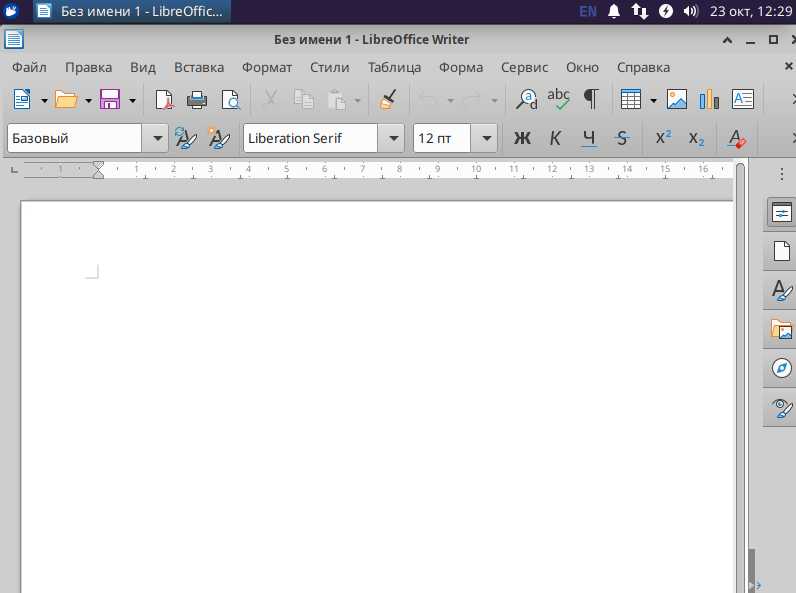 Без имени 1 - LibreOffic... EN 23 окт, 12:29
Без имени 1 - LibreOffice Writer
Файл Правка Вид Вставка Формат Стили Таблица Форма Сервис Окно Справка
abc
Базовый Liberation Serif 12 пт Ж К Ч S X² X₂ A
1 1 2 3 4 5 6 7 8 9 10 11 12 13 14 15 16